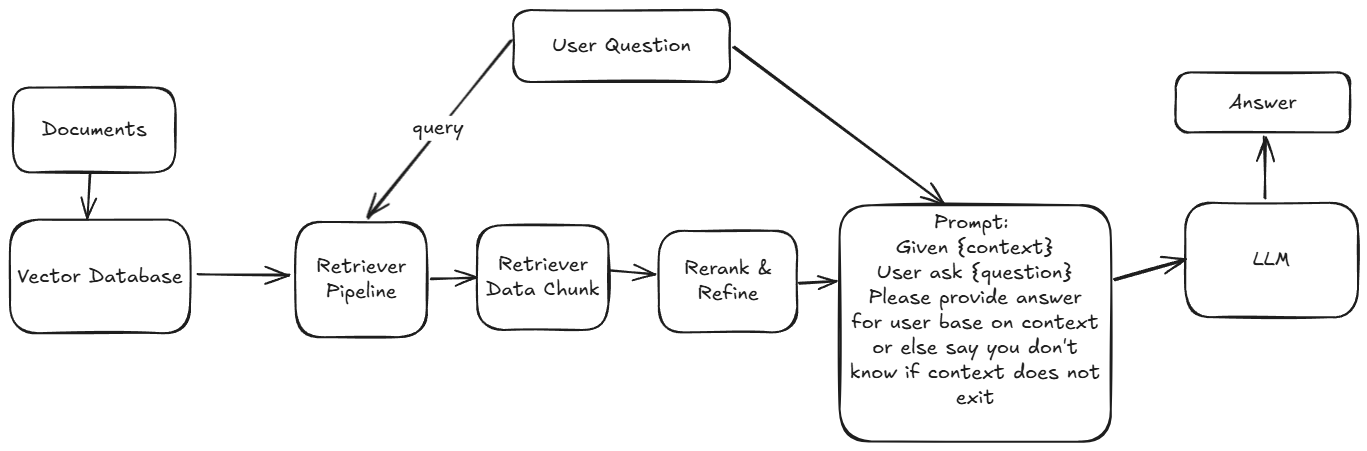 User Question
Answer
Documents
query
Vector Database
Retriever
Pipeline
Retriever
Data Chunk
Rerank &
Refine
Prompt:
Given {context}
User ask {question}
Please provide answer
for user base on context
or else say you don't
know if context does not
exit
LLM